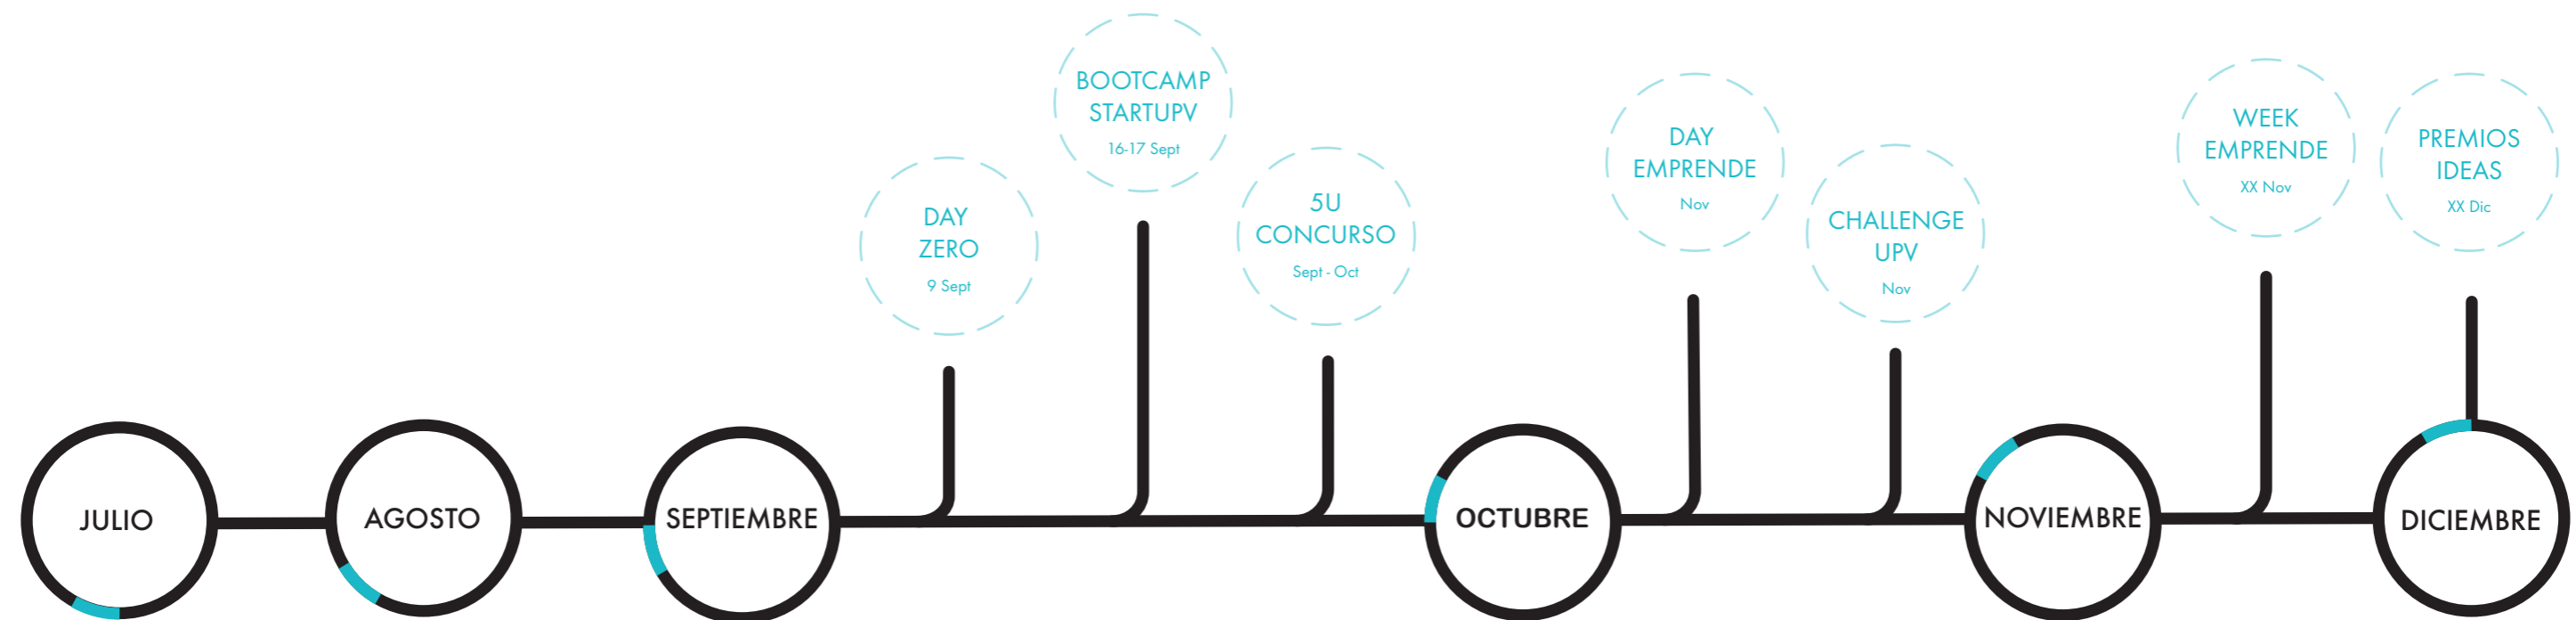 BOOTCAMP
STARTUPV
16-17 Sept
DAY
ZERO
9 Sept
5U
CONCURSO
Sept - Oct
DAY
EMPRENDE
Nov
CHALLENGE
UPV
Nov
WEEK
EMPRENDE
XX Nov
PREMIOS
IDEAS
XX Dic
JULIO
AGOSTO
SEPTIEMBRE
OCTUBRE
NOVIEMBRE
DICIEMBRE